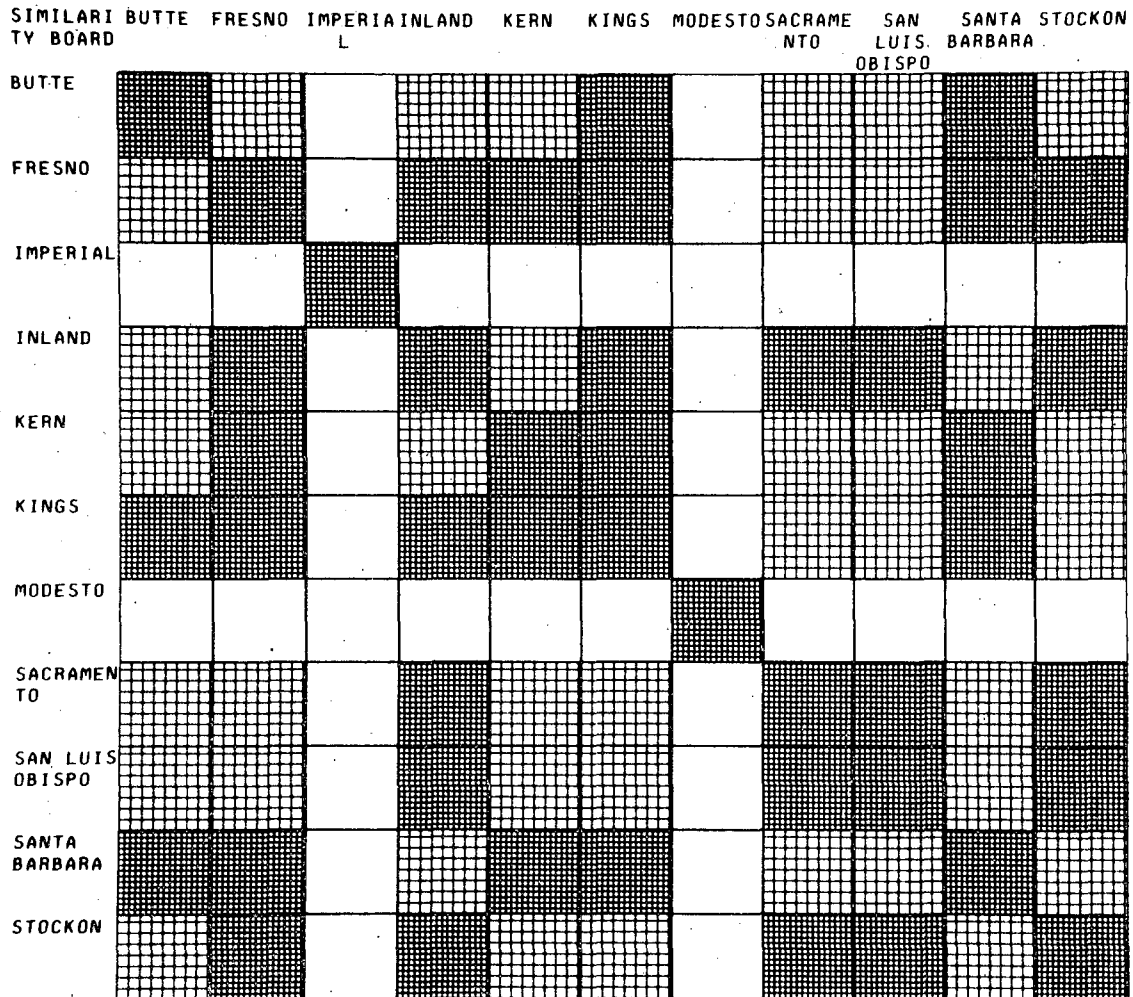 SIMILARI BUTTE FRESNO IMPERIA INLAND KERN KINGS MODESTO SACRAME SAN SANTA STOCKON
TY BOARD L NTO LUIS BARBARA
OBISPO
BUTTE
FRESNO
IMPERIAL
INLAND
KERN
KINGS
MODESTO
SACRAMEN
TO
SAN LUIS
OBISPO
SANTA
BARBARA
STOCKON